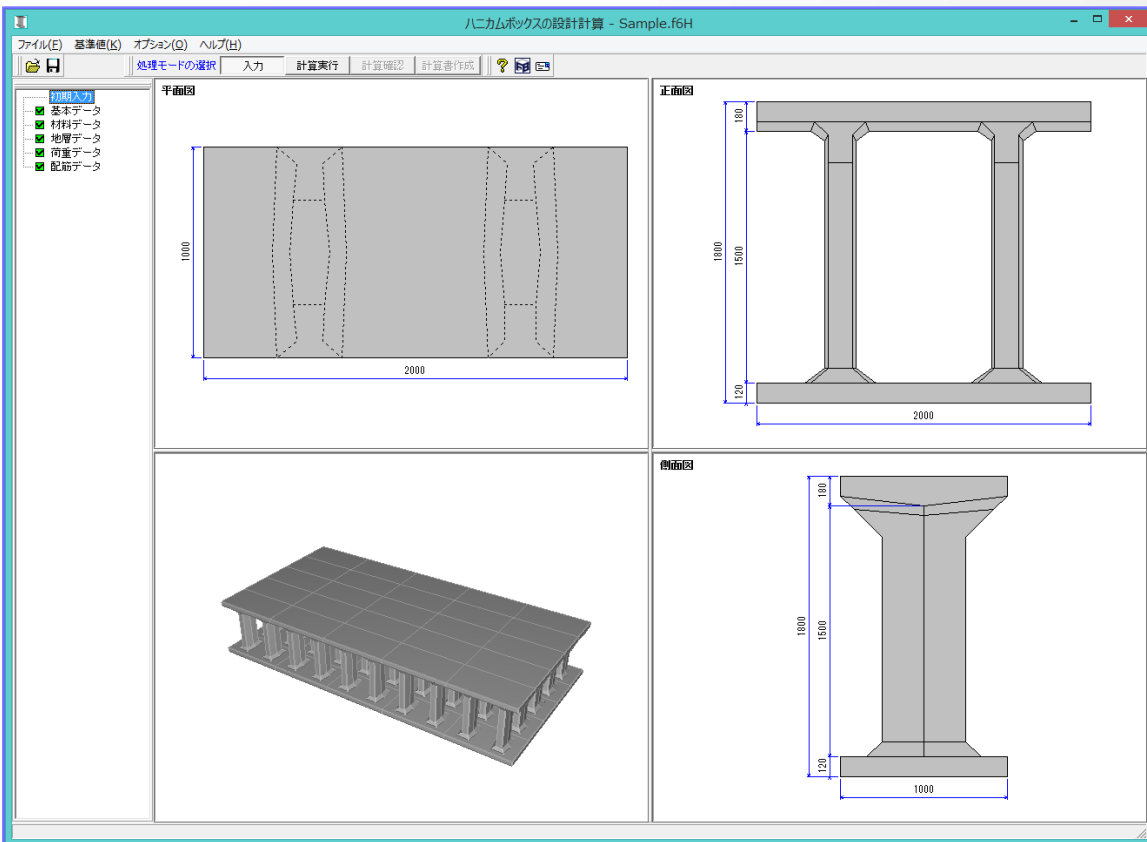 ハニカムボックスの設計計算 - Sample.f6H
ファイル(F) 基準値(K) オプション(O) ヘルプ(H)
処理モードの選択 入力 計算実行 計算確認 計算書作成 ?
初期入力
基本データ
材料データ
地層データ
荷重データ
配筋データ
平面図
1000
2000
正面図
180
1800
1500
120
2000
側面図
180
1800
1500
120
1000